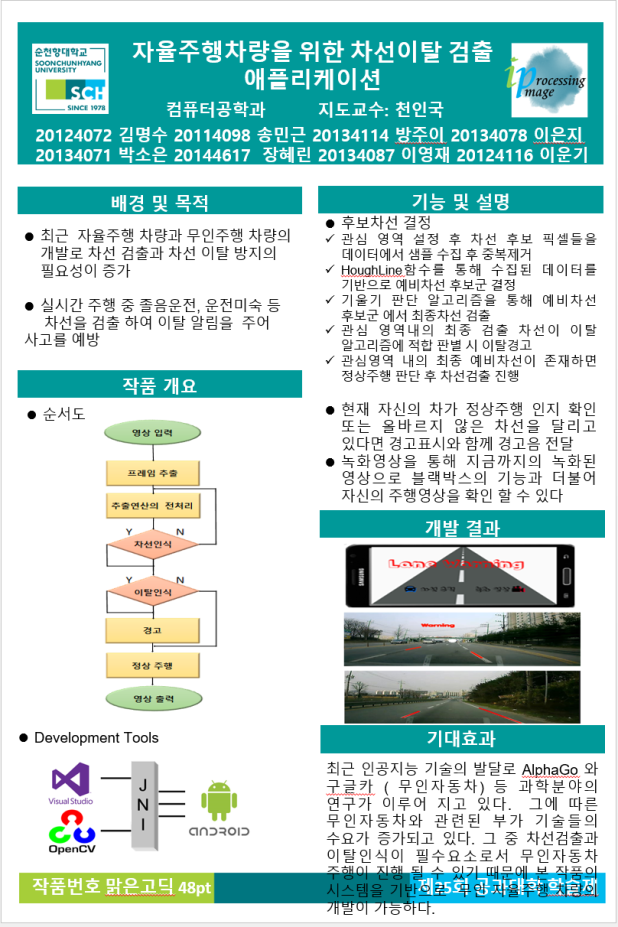 순천향대학교
SOONCHUNHYANG
UNIVERSITY
SCH
SINCE 1978
자율주행차량을 위한 차선이탈 검출
애플리케이션
컴퓨터공학과 지도교수: 천인국
20124072 김명수 20114098 송민근 20134114 방주이 20134078 이은지
20134071 박소은 20144617 장혜린 20134087 이영재 20124116 이운기
ip rocessing
mage
배경 및 목적
● 최근 자율주행 차량과 무인주행 차량의
개발로 차선 검출과 차선 이탈 방지의
필요성이 증가
● 실시간 주행 중 졸음운전, 운전미숙 등
차선을 검출 하여 이탈 알림을 주어
사고를 예방
작품 개요
● 순서도
영상 입력
프레임 추출
추출연산의 전처리
Y N
차선인식
Y N
이탈인식
경고
정상 주행
영상 출력
● Development Tools
Visual Studio
OpenCV
JNI
ANDROID
기능 및 설명
● 후보차선 결정
✓ 관심 영역 설정 후 차선 후보 픽셀들을
데이터에서 샘플 수집 후 중복제거
✓ HoughLine함수를 통해 수집된 데이터를
기반으로 예비차선 후보군 결정
✓ 기울기 판단 알고리즘을 통해 예비차선
후보군 에서 최종차선 검출
✓ 관심 영역내의 최종 검출 차선이 이탈
알고리즘에 적합 판별 시 이탈경고
✓ 관심영역 내의 최종 예비차선이 존재하면
정상주행 판단 후 차선검출 진행
● 현재 자신의 차가 정상주행 인지 확인
또는 올바르지 않은 차선을 달리고
있다면 경고표시와 함께 경고음 전달
● 녹화영상을 통해 지금까지의 녹화된
영상으로 블랙박스의 기능과 더불어
자신의 주행영상을 확인 할 수 있다
개발 결과
SAMSUNG
Lane Warning
Warning
기대효과
최근 인공지능 기술의 발달로 AlphaGo 와
구글카 ( 무인자동차) 등 과학분야의
연구가 이루어 지고 있다. 그에 따른
무인자동차와 관련된 부가 기술들의
수요가 증가되고 있다. 그 중 차선검출과
이탈인식이 필수요소로서 무인자동차
주행이 진행 될 수 있기 때문에 본 작품의
시스템을 기반으로 무인 자율주행 차량의
개발이 가능하다.
작품번호 맑은고딕 48pt
제15회 공과대학 학술제